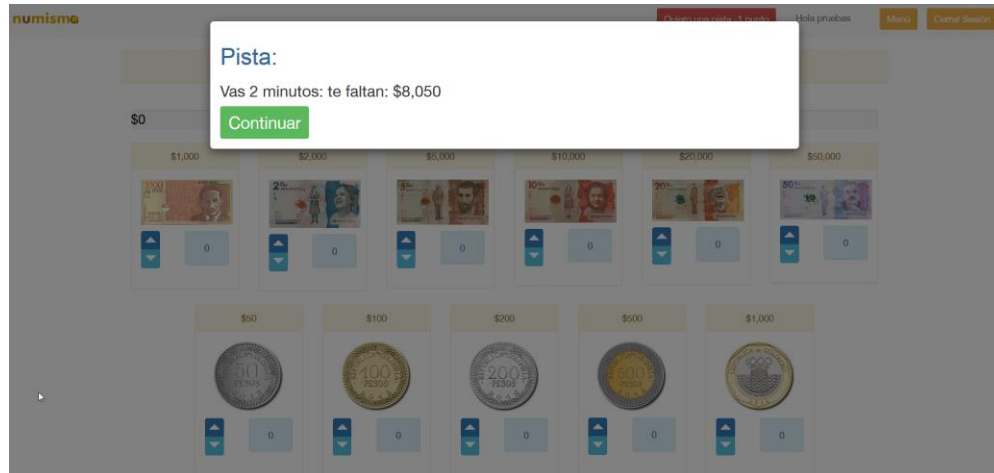 numisma
Quiero una pista -1 punto
Hola pruebas
Menú
Cerrar Sesión
Pista:
Vas 2 minutos: te faltan: $8,050
Continuar
$0
$1,000 $2,000 $5,000 $10,000 $20,000 $50,000
0 0 0 0 0 0
$50 $100 $200 $500 $1,000
50 PESOS
100 PESOS
200 PESOS
500 PESOS
1000
0 0 0 0 0